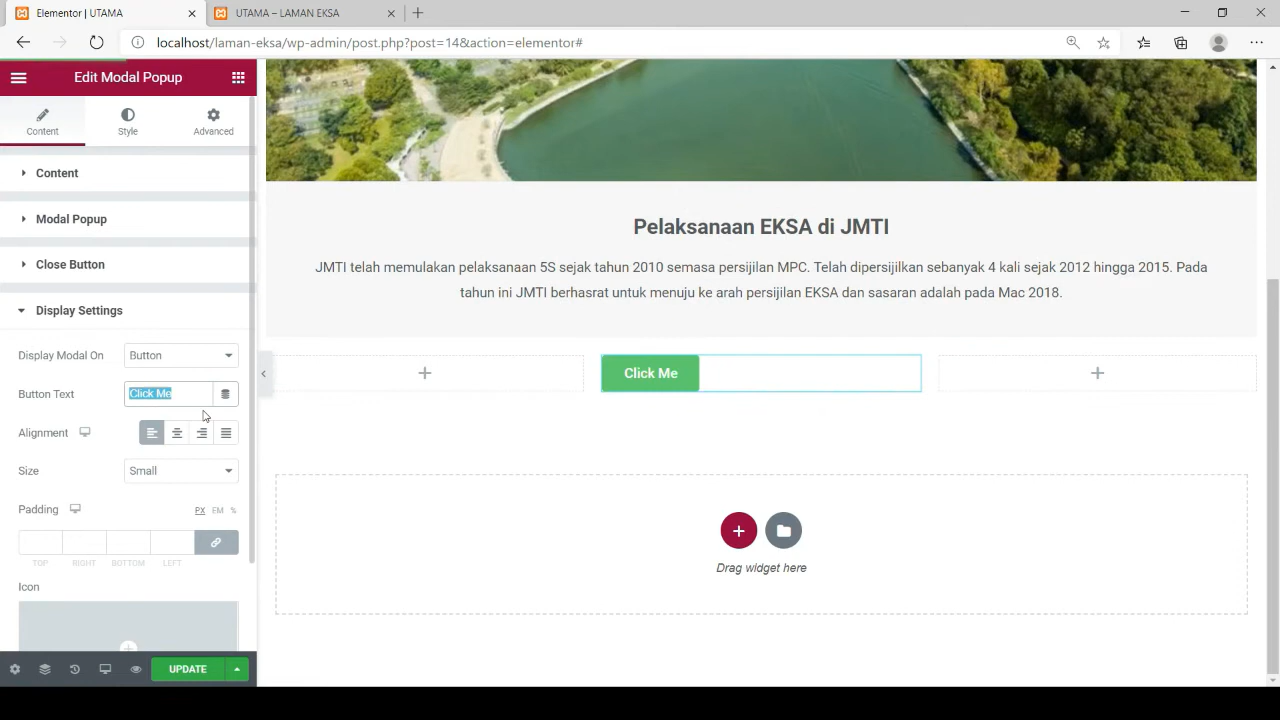 Elementor | UTAMA
UTAMA – LAMAN EKSA
localhost/laman-eksa/wp-admin/post.php?post=14&action=elementor#
Edit Modal Popup
Content
Style
Advanced
Content
Modal Popup
Close Button
Display Settings
Display Modal On
Button
Button Text
Click Me
Alignment
Size
Small
Padding
PX EM %
TOP RIGHT BOTTOM LEFT
Icon
UPDATE
Pelaksanaan EKSA di JMTI
JMTI telah memulakan pelaksanaan 5S sejak tahun 2010 semasa persijilan MPC. Telah dipersijilkan sebanyak 4 kali sejak 2012 hingga 2015. Pada
tahun ini JMTI berhasrat untuk menuju ke arah persijilan EKSA dan sasaran adalah pada Mac 2018.
Click Me
Drag widget here